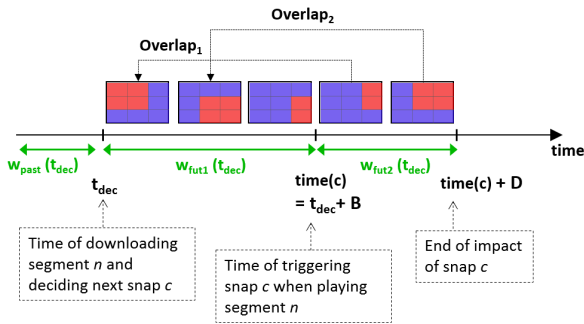 Overlap₂
Overlap₁
time
w_past (t_dec)
w_fut1 (t_dec)
w_fut2 (t_dec)
t_dec
time(c)
= t_dec+ B
time(c) + D
Time of downloading
segment n and
deciding next snap c
Time of triggering
snap c when playing
segment n
End of impact
of snap c